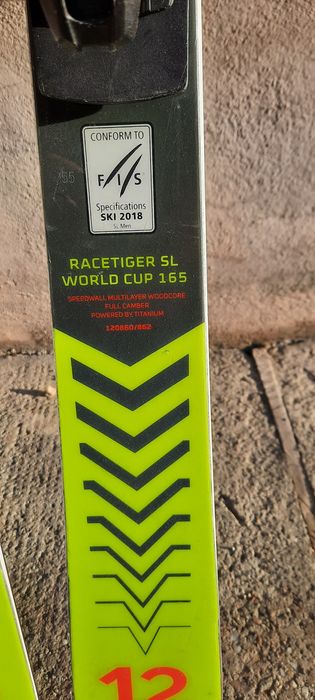 CONFORM TO
F I S
Specifications
SKI 2018
SL Men
RACETIGER SL
WORLD CUP 165
SPEEDWALL MULTILAYER WOODCORE
FULL CAMBER
POWERED BY TITANIUM
120860/862
12